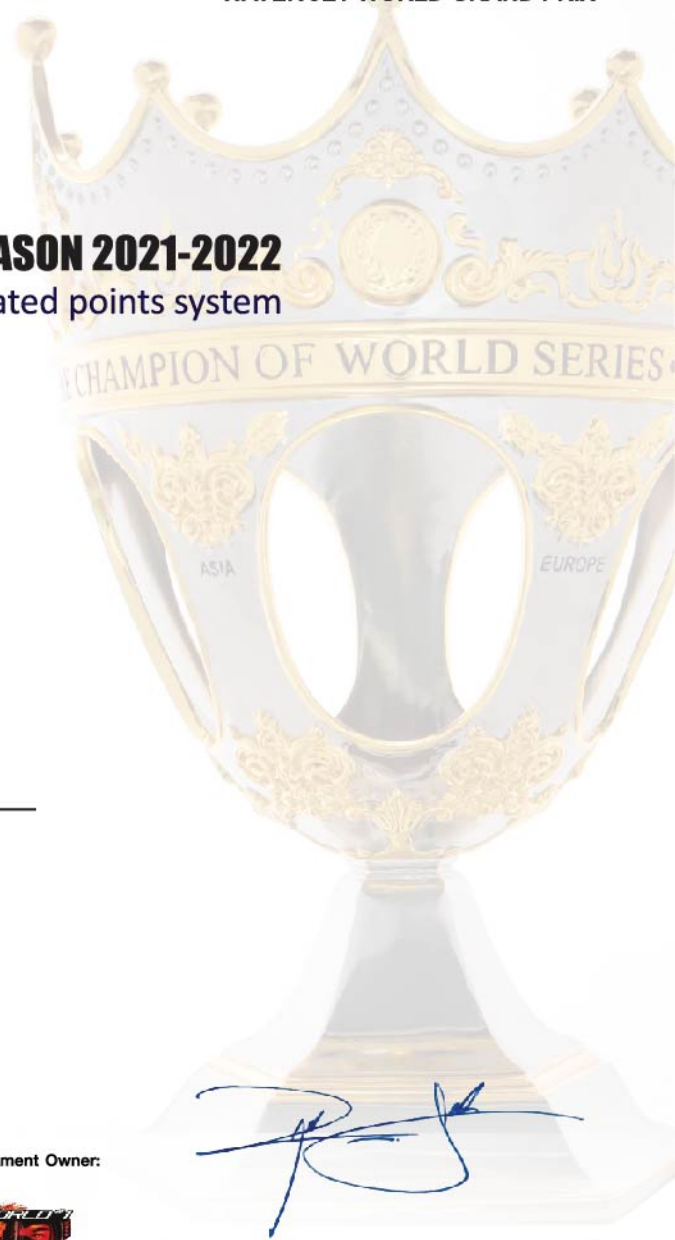 ASON 2021-2022
ated points system
CHAMPION OF WORLD SERIES
ASIA
EUROPE
ment Owner: